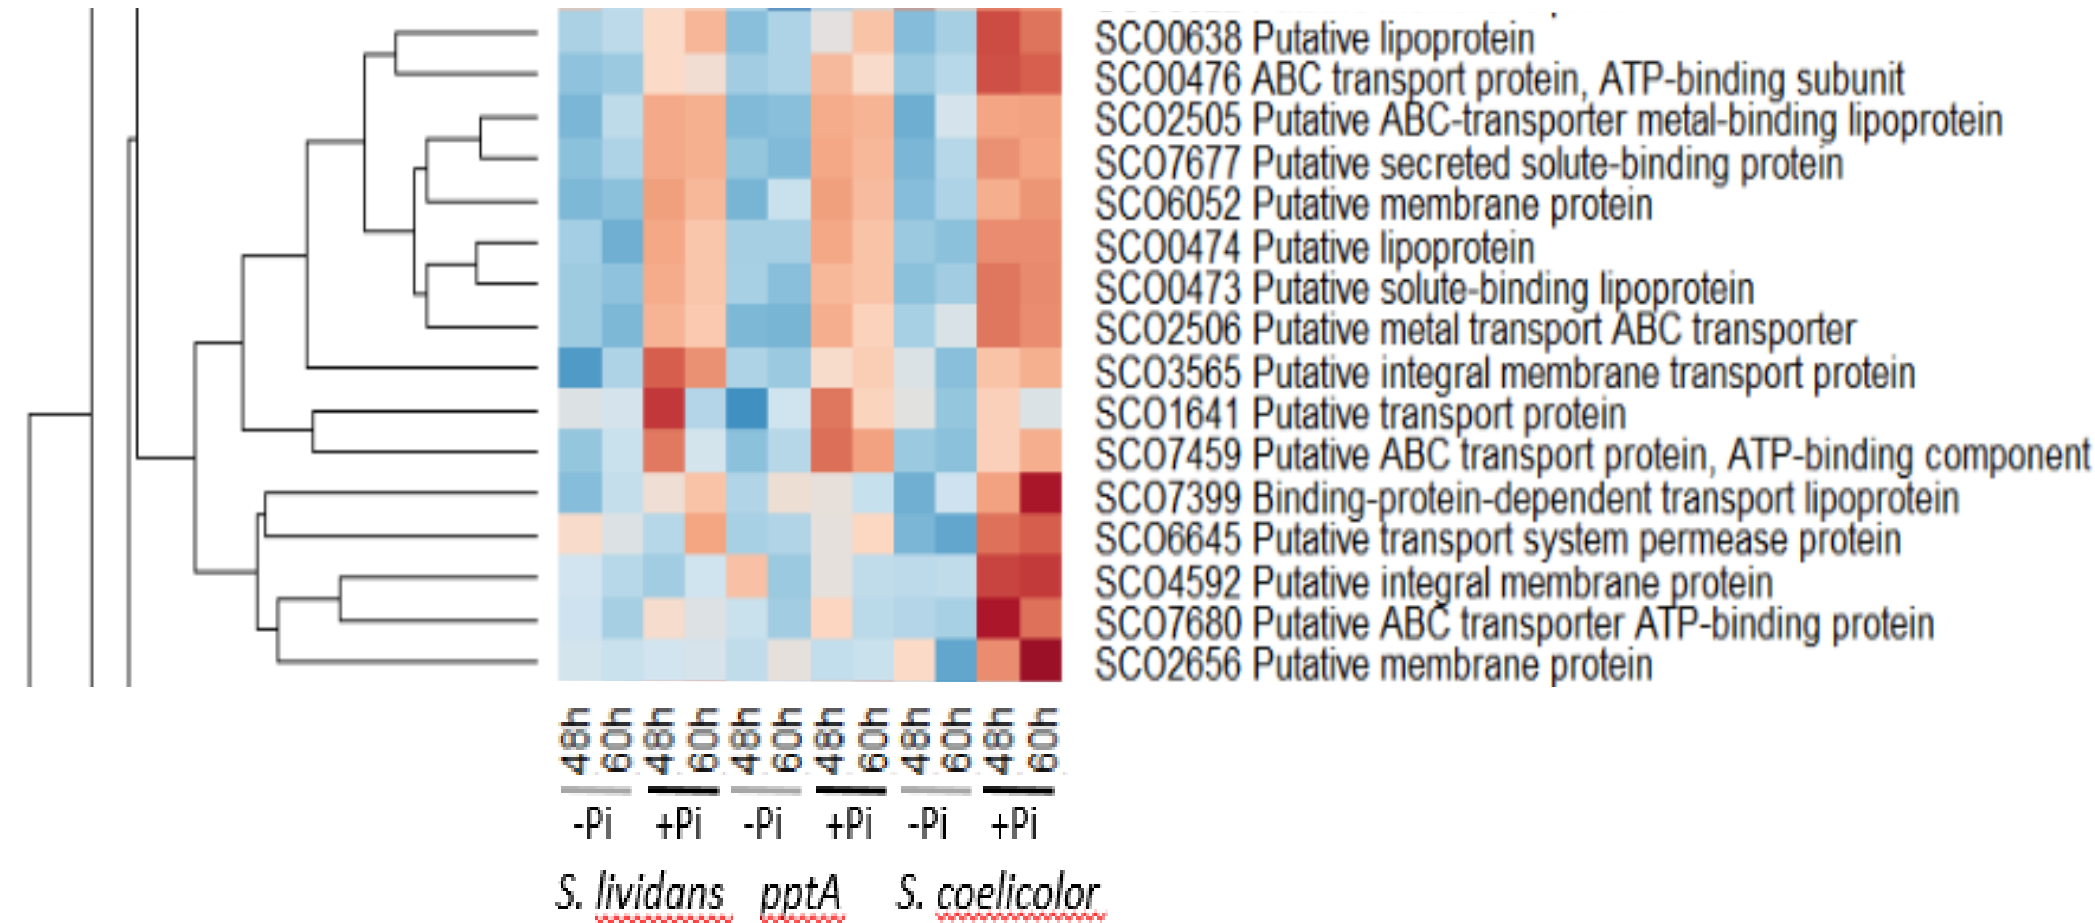 SCO0638 Putative lipoprotein
SCO0476 ABC transport protein, ATP-binding subunit
SCO2505 Putative ABC-transporter metal-binding lipoprotein
SCO7677 Putative secreted solute-binding protein
SCO6052 Putative membrane protein
SCO0474 Putative lipoprotein
SCO0473 Putative solute-binding lipoprotein
SCO2506 Putative metal transport ABC transporter
SCO3565 Putative integral membrane transport protein
SCO1641 Putative transport protein
SCO7459 Putative ABC transport protein, ATP-binding component
SCO7399 Binding-protein-dependent transport lipoprotein
SCO6645 Putative transport system permease protein
SCO4592 Putative integral membrane protein
SCO7680 Putative ABC transporter ATP-binding protein
SCO2656 Putative membrane protein
48h 60h 48h 60h 48h 60h 48h 60h 48h 60h 48h 60h
-Pi +Pi -Pi +Pi -Pi +Pi
S. lividans pptA S. coelicolor